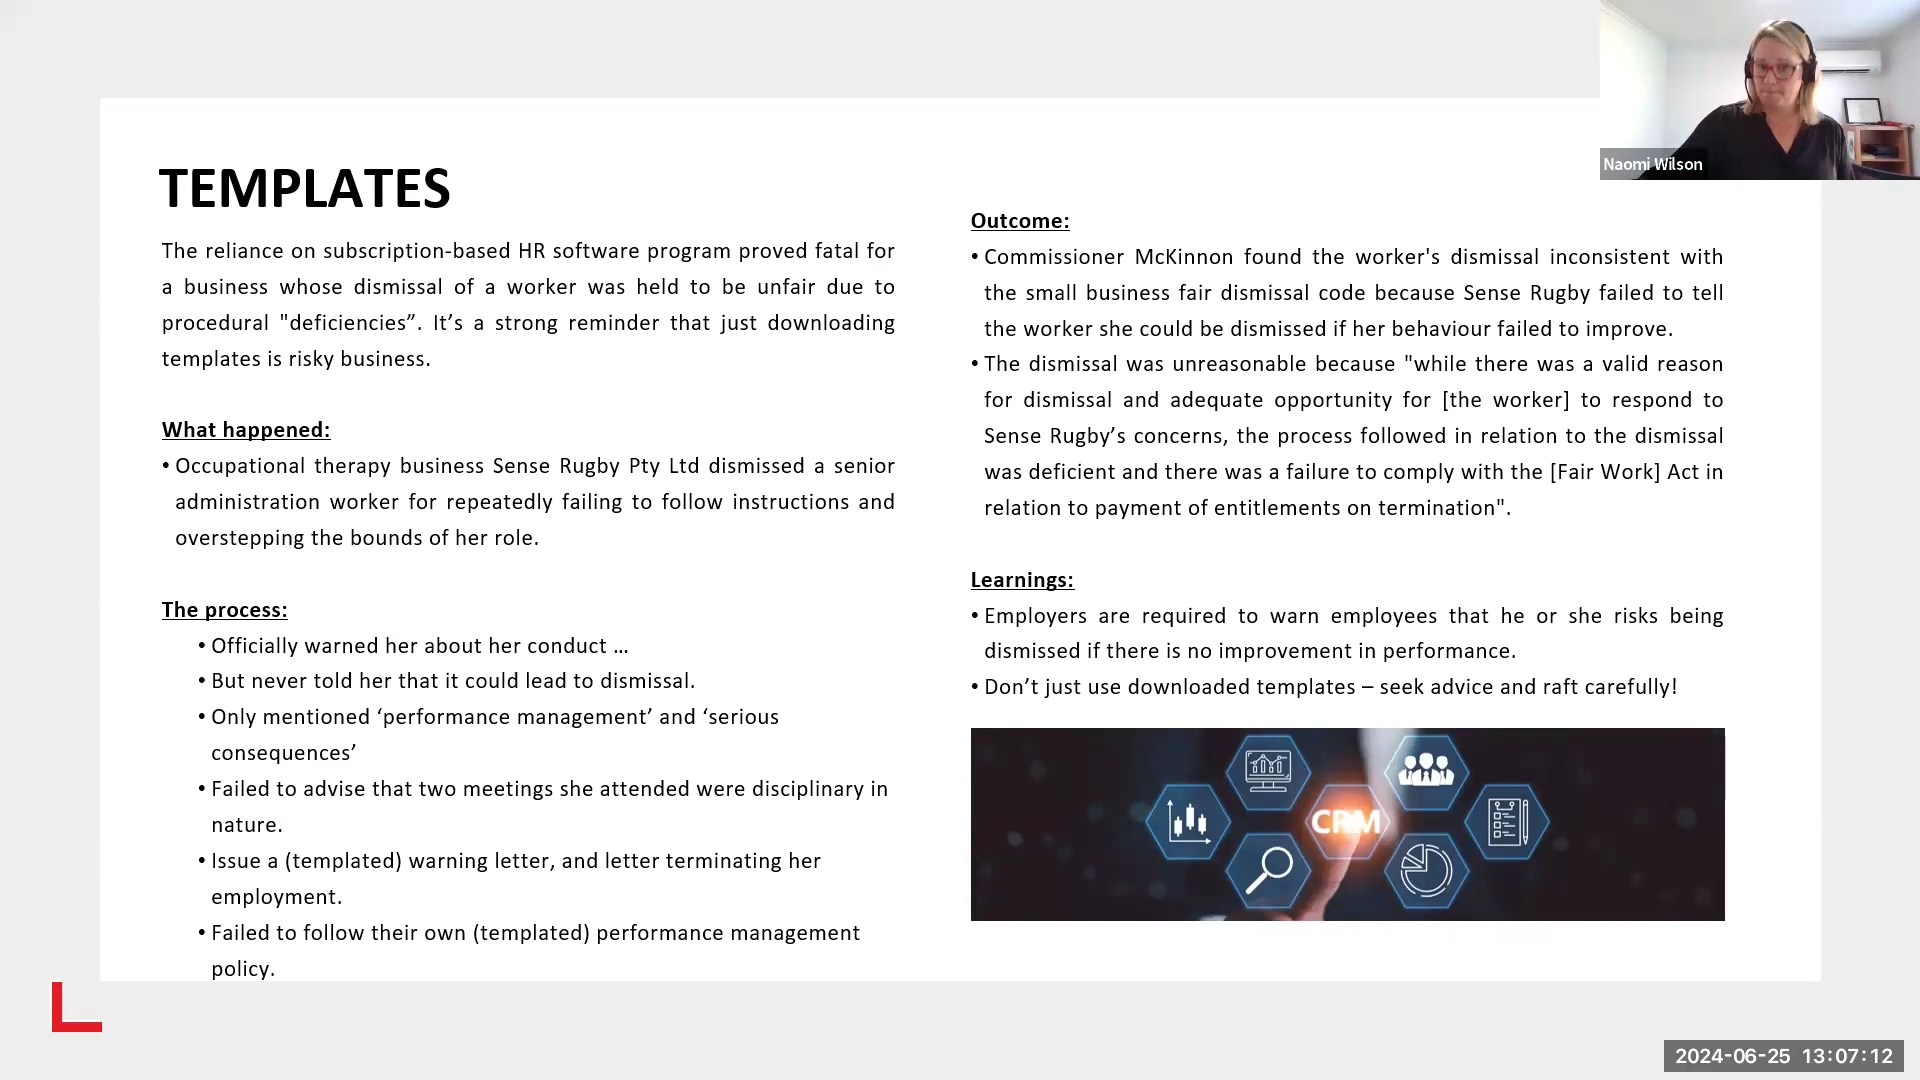 TEMPLATES
The reliance on subscription-based HR software program proved fatal for
a business whose dismissal of a worker was held to be unfair due to
procedural "deficiencies”. It’s a strong reminder that just downloading
templates is risky business.
What happened:
• Occupational therapy business Sense Rugby Pty Ltd dismissed a senior
administration worker for repeatedly failing to follow instructions and
overstepping the bounds of her role.
The process:
• Officially warned her about her conduct …
• But never told her that it could lead to dismissal.
• Only mentioned ‘performance management’ and ‘serious
consequences’
• Failed to advise that two meetings she attended were disciplinary in
nature.
• Issue a (templated) warning letter, and letter terminating her
employment.
• Failed to follow their own (templated) performance management
policy.
Outcome:
• Commissioner McKinnon found the worker's dismissal inconsistent with
the small business fair dismissal code because Sense Rugby failed to tell
the worker she could be dismissed if her behaviour failed to improve.
• The dismissal was unreasonable because "while there was a valid reason
for dismissal and adequate opportunity for [the worker] to respond to
Sense Rugby’s concerns, the process followed in relation to the dismissal
was deficient and there was a failure to comply with the [Fair Work] Act in
relation to payment of entitlements on termination".
Learnings:
• Employers are required to warn employees that he or she risks being
dismissed if there is no improvement in performance.
• Don’t just use downloaded templates – seek advice and raft carefully!
CRM
Naomi Wilson
2024-06-25 13:07:12